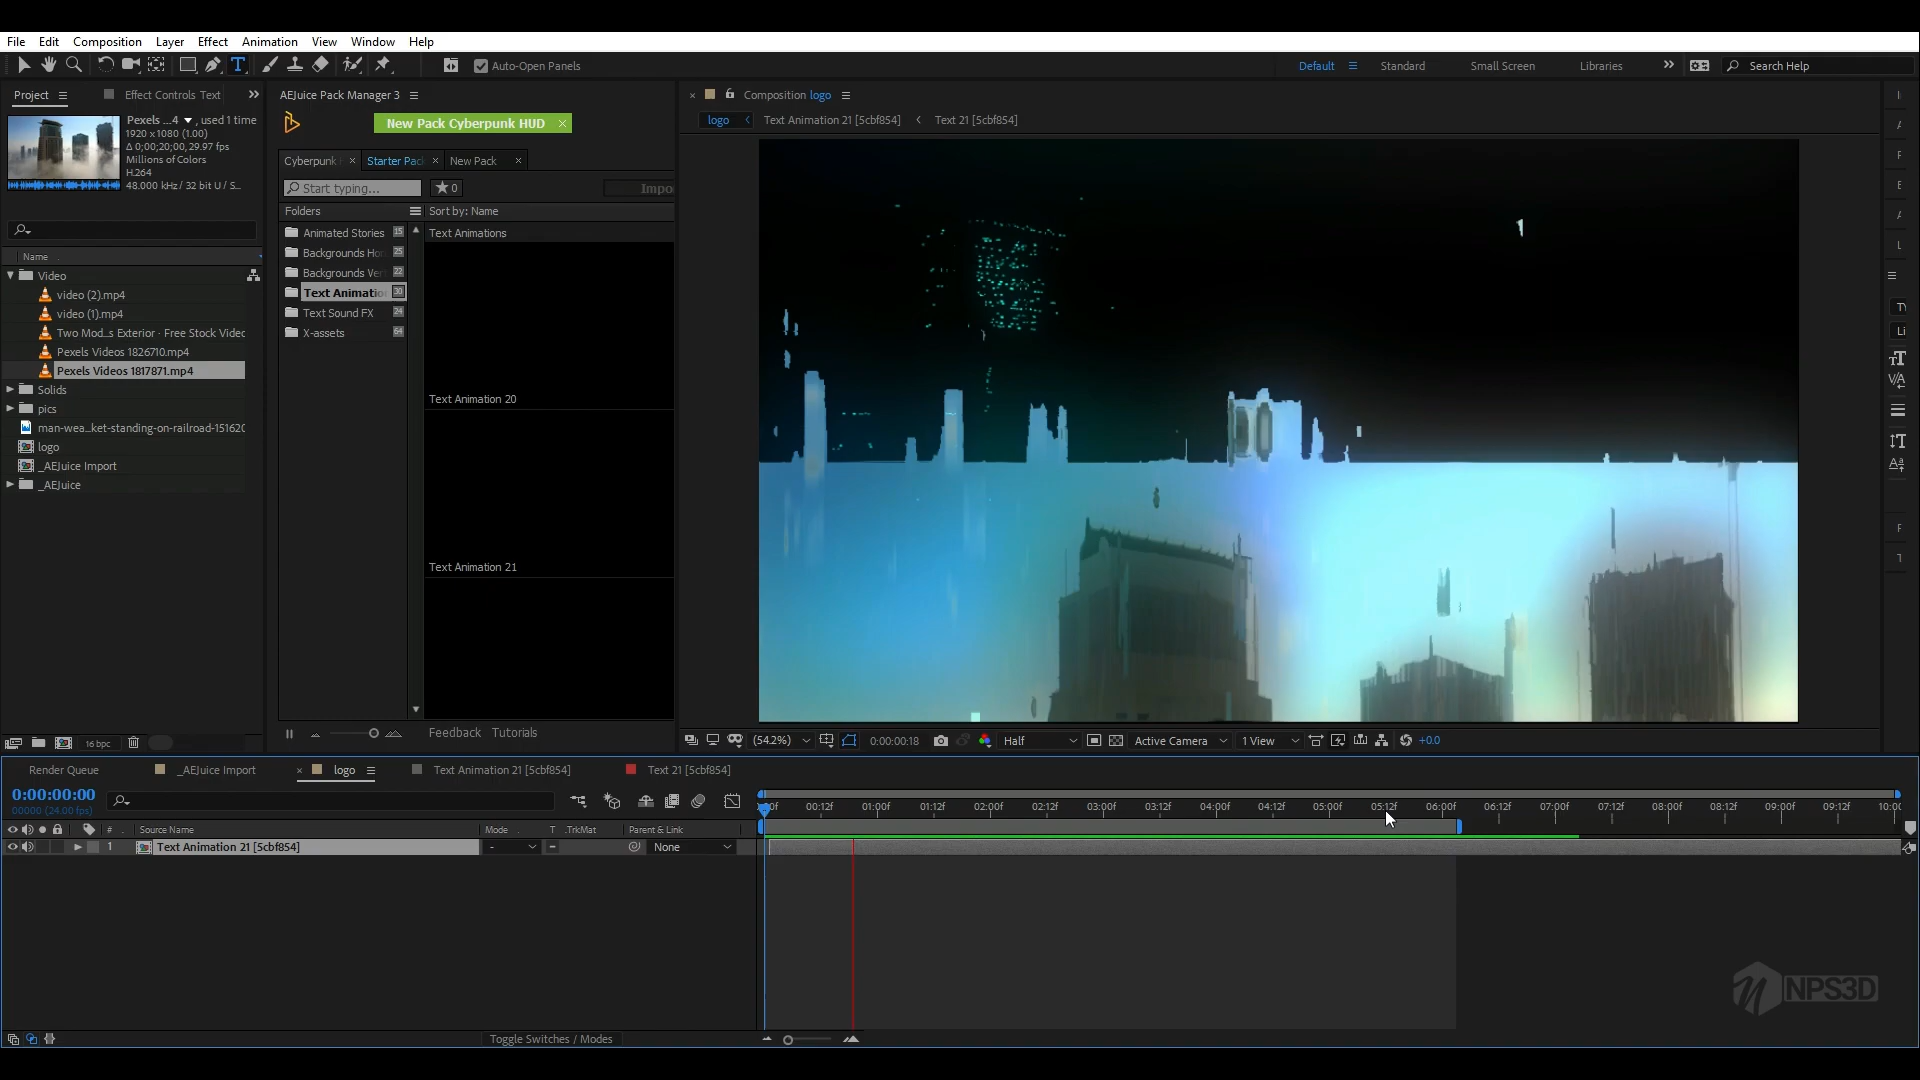 File Edit Composition Layer Effect Animation View Window Help
Auto-Open Panels
Default Standard Small Screen Libraries Search Help
Project Effect Controls Text
Pexels ...4 , used 1 time
1920 x1080 (1.00)
Δ 0;00;20;00, 29.97 fps
Millions of Colors
H.264
48.000 kHz / 32 bit U / S...
Name
Video
video (2).mp4
video (1).mp4
Two Mod...s Exterior · Free Stock Videc
Pexels Videos 1826710.mp4
Pexels Videos 1817871.mp4
Solids
pics
man-wea...ket-standing-on-railroad-15162
logo
_AEJuice Import
_AEJuice
16 bpc
AEJuice Pack Manager 3
New Pack Cyberpunk HUD
Cyberpunk Starter Pac New Pack
Start typing... 0 Impo
Folders Sort by: Name
Animated Stories 15
Backgrounds Ho 25
Backgrounds Ve 22
Text Animatio 30
Text Sound FX 24
X-assets 64
Text Animations
Text Animation 20
Text Animation 21
Feedback Tutorials
Composition logo
logo Text Animation 21 [5cbf854] Text 21 [5cbf854]
(54.2%) 0:00:00:18 Half Active Camera 1 View +0.0
Render Queue _AEJuice Import logo Text Animation 21 [5cbf854] Text 21 [5cbf854]
0:00:00:00
00000 (24.00 fps)
00:12f 01:00f 01:12f 02:00f 02:12f 03:00f 03:12f 04:00f 04:12f 05:00f 05:12f 06:00f 06:12f 07:00f 07:12f 08:00f 08:12f 09:00f 09:12f 10:0
# Source Name Mode T .TrkMat Parent & Link
1 Text Animation 21 [5cbf854] - None
Toggle Switches / Modes
NPS3D